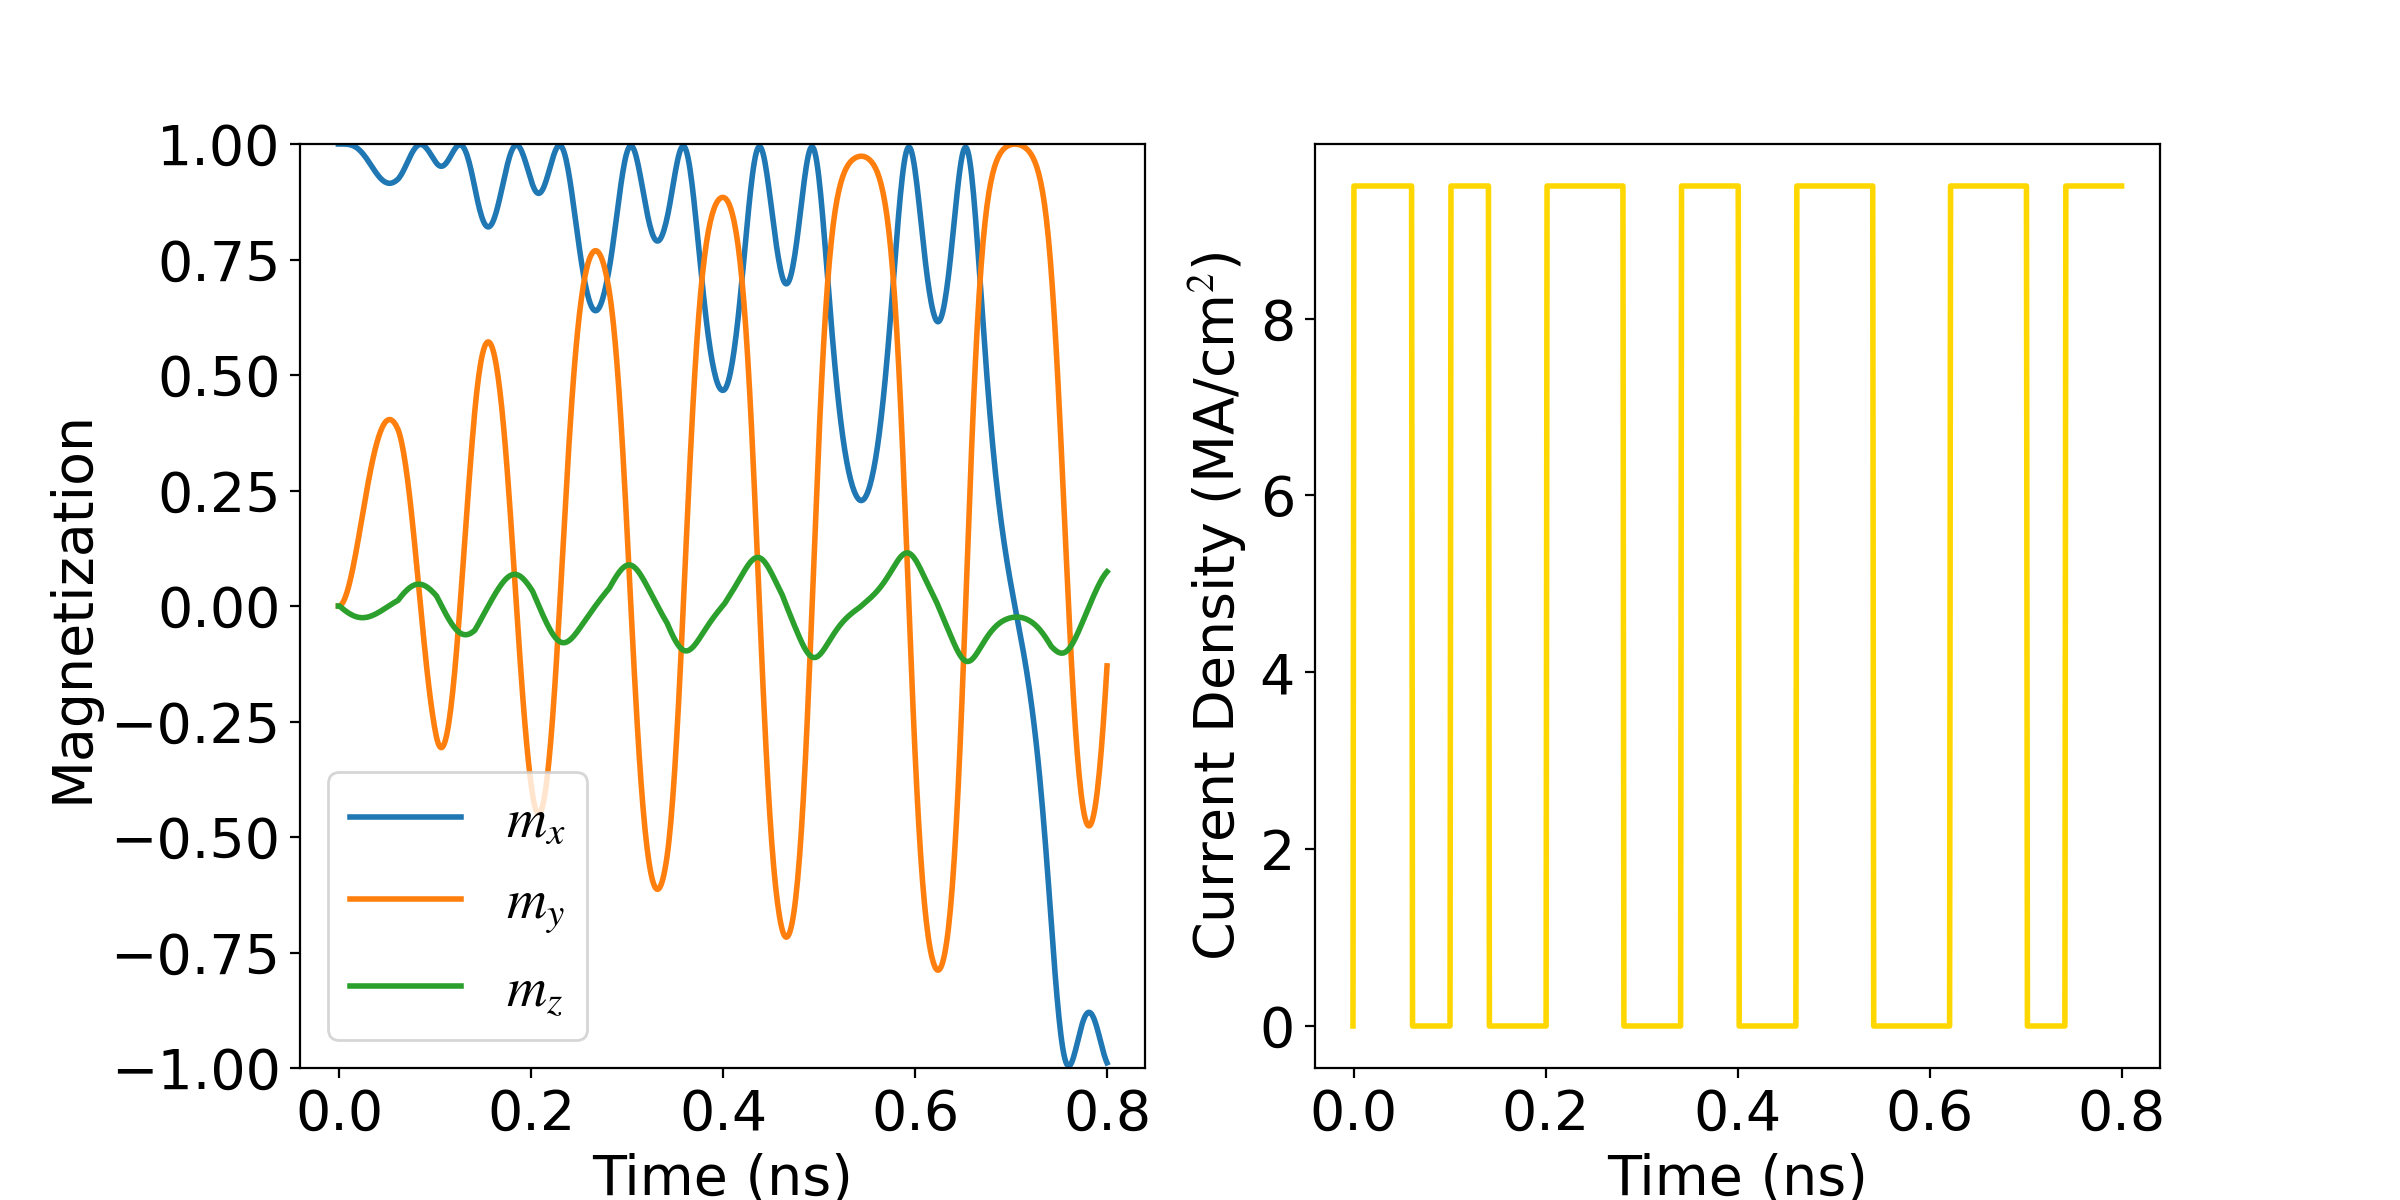 1.00
0.75
0.50
0.25
0.00
−0.25
−0.50
−0.75
−1.00
Magnetization
m_x
m_y
m_z
0.0 0.2 0.4 0.6 0.8
Time (ns)
8
6
4
2
0
Current Density (MA/cm²)
0.0 0.2 0.4 0.6 0.8
Time (ns)